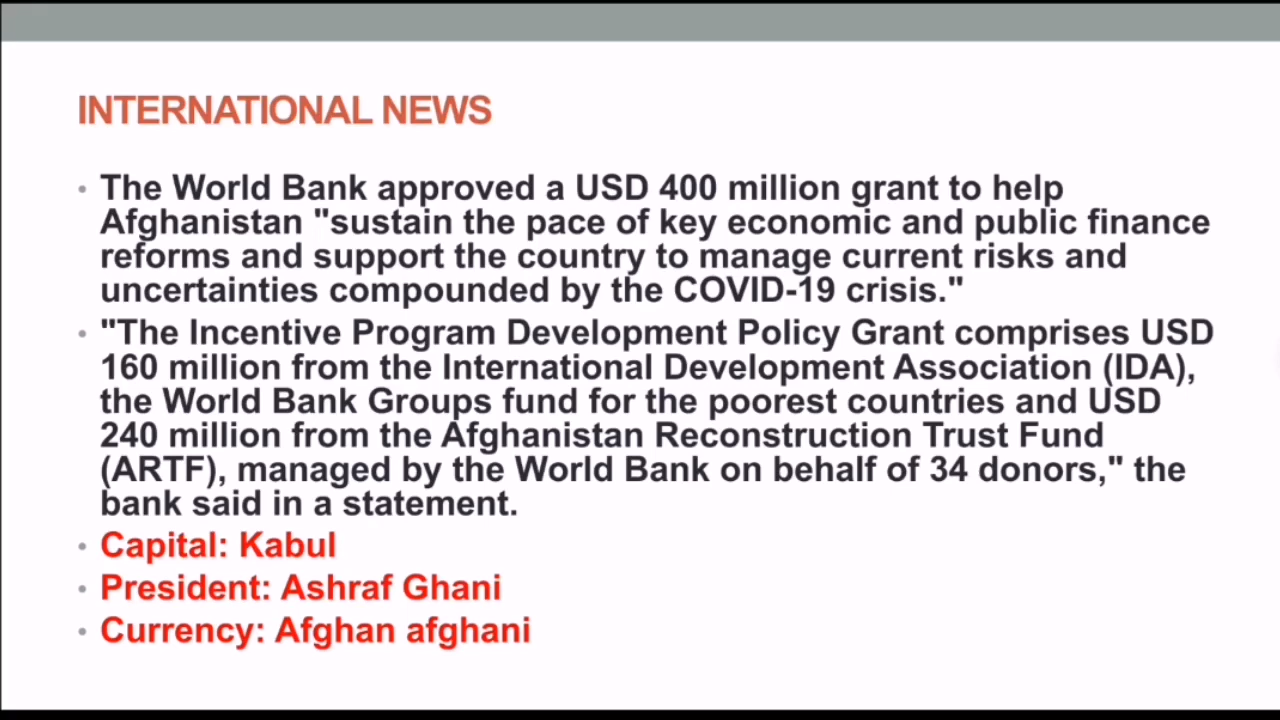 INTERNATIONAL NEWS
• The World Bank approved a USD 400 million grant to help
Afghanistan "sustain the pace of key economic and public finance
reforms and support the country to manage current risks and
uncertainties compounded by the COVID-19 crisis."
• "The Incentive Program Development Policy Grant comprises USD
160 million from the International Development Association (IDA),
the World Bank Groups fund for the poorest countries and USD
240 million from the Afghanistan Reconstruction Trust Fund
(ARTF), managed by the World Bank on behalf of 34 donors," the
bank said in a statement.
• Capital: Kabul
• President: Ashraf Ghani
• Currency: Afghan afghani